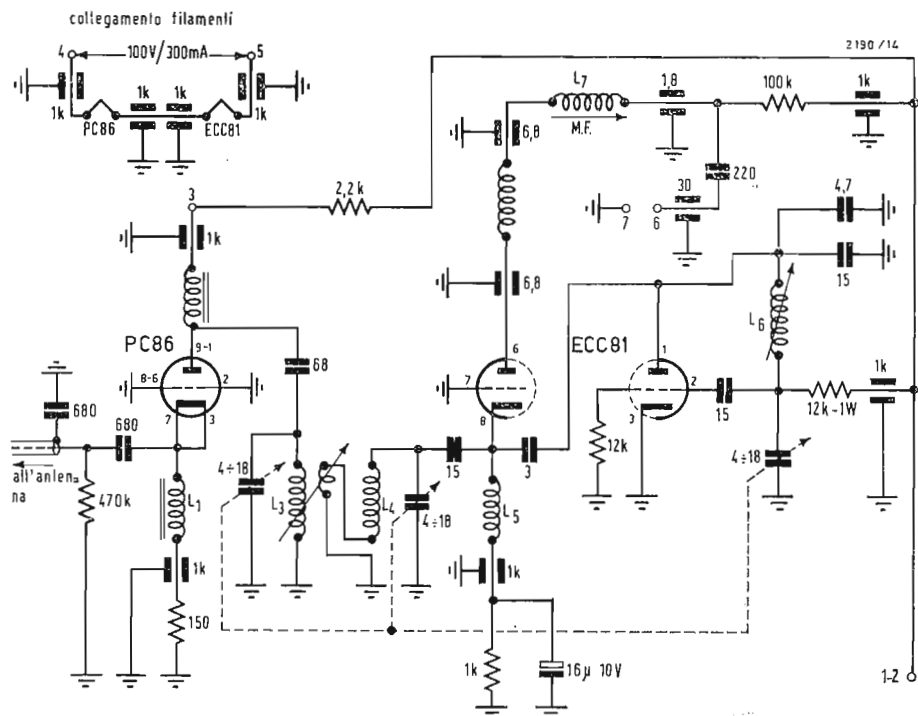 collegamento filamenti
4
100V/300mA
5
1k
1k
1k
1k
PC86
ECC81
2190/14
L7
M.F.
1,8
100k
1k
6,8
220
30
7
6
4,7
15
3
2,2k
1k
6,8
L6
PC86
9-1
8-6
2
7
3
68
6
7
8
ECC81
1
2
3
15
12k-1W
1k
680
680
all'anten=
na
470k
L1
4÷18
L3
L4
4÷18
15
3
L5
12k
4÷18
1k
150
1k
1k
16µ 10V
1-2